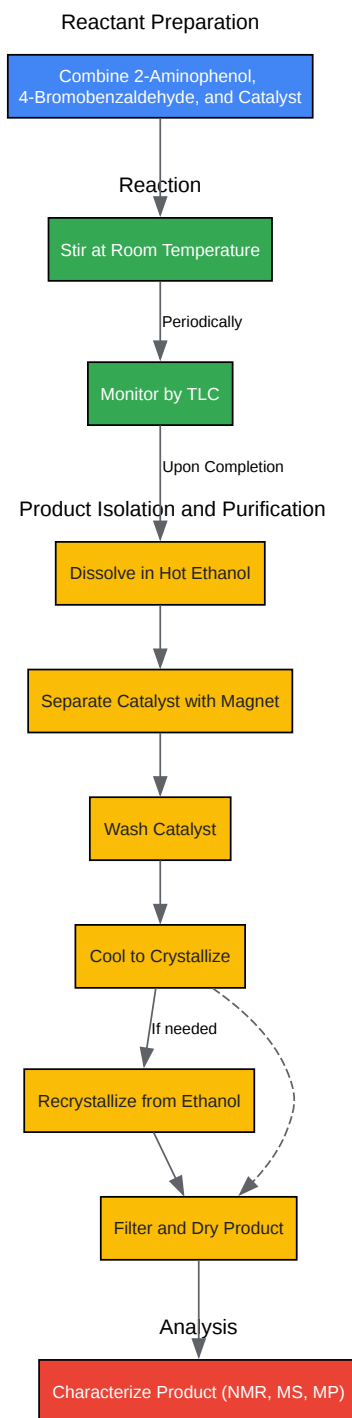 Reactant Preparation
Combine 2-Aminophenol,
4-Bromobenzaldehyde, and Catalyst
Reaction
Stir at Room Temperature
Periodically
Monitor by TLC
Upon Completion
Product Isolation and Purification
Dissolve in Hot Ethanol
Separate Catalyst with Magnet
Wash Catalyst
Cool to Crystallize
If needed
Recrystallize from Ethanol
Filter and Dry Product
Analysis
Characterize Product (NMR, MS, MP)